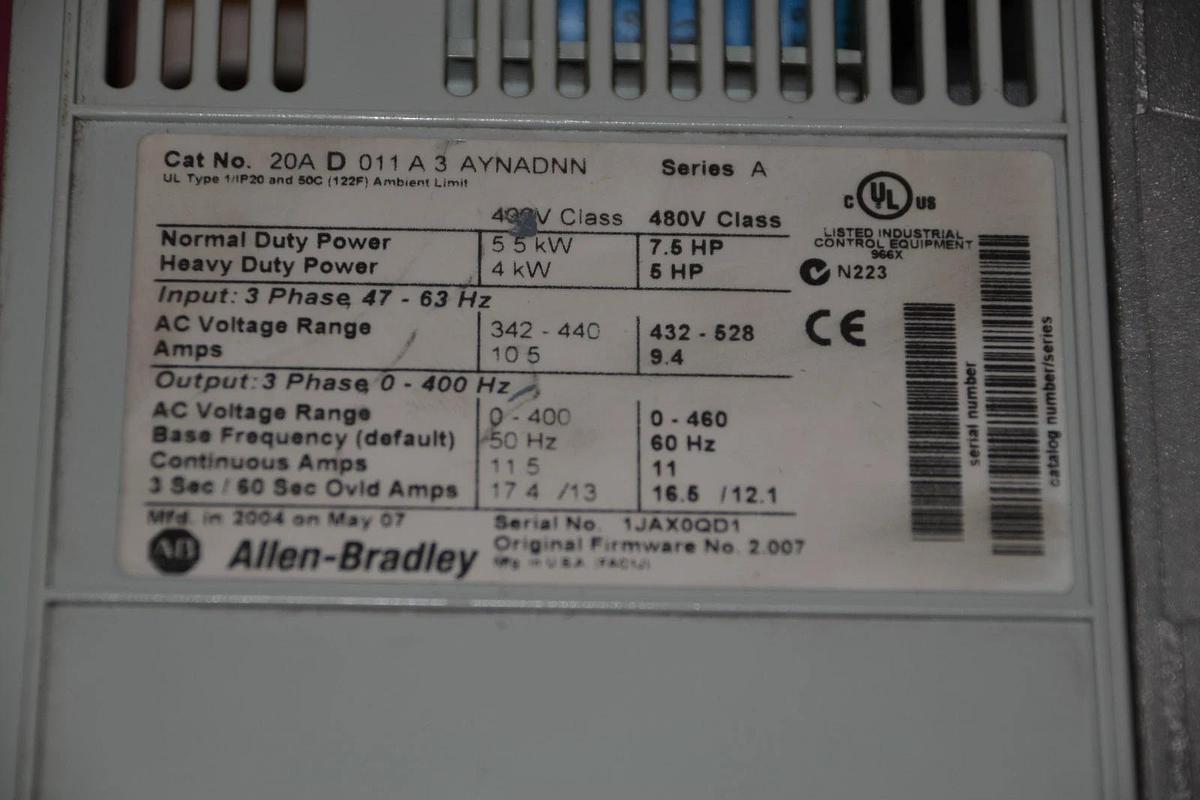 Cat No. 20A D 011 A 3 AYNADNN Series A
UL Type 1/IP20 and 50C (122F) Ambient Limit
C UL US
LISTED INDUSTRIAL
CONTROL EQUIPMENT
966X
N223
CE
V Class 480V Class
Normal Duty Power 5.5 kW 7.5 HP
Heavy Duty Power 4 kW 5 HP
Input: 3 Phase, 47 - 63 Hz
AC Voltage Range 342 - 440 432 - 528
Amps 10.5 9.4
Output: 3 Phase, 0 - 400 Hz
AC Voltage Range 0 - 400 0 - 460
Base Frequency (default) 50 Hz 60 Hz
Continuous Amps 11.5 11
3 Sec / 60 Sec Ovld Amps 17.4 /13 16.5 /12.1
Mfd. in 2004 on May 07 Serial No. 1JAX0QD1
Original Firmware No. 2.007
AB Allen-Bradley Mfg in U.S.A. (FAC1J)
serial number
catalog number/series